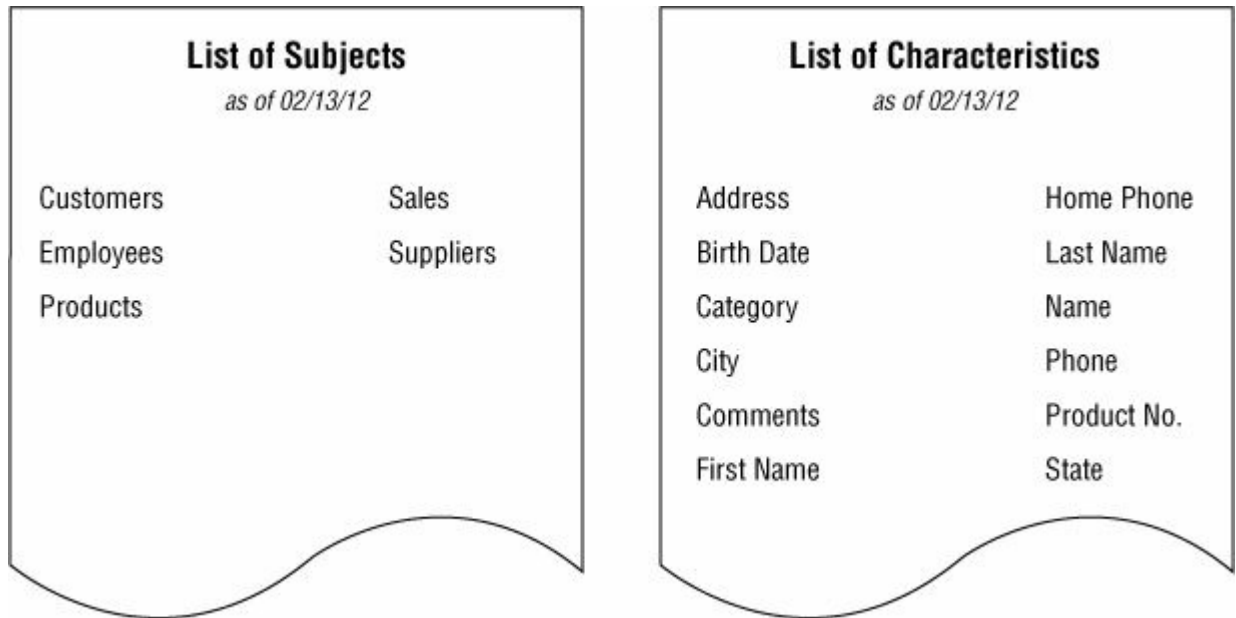 List of Subjects
as of 02/13/12
Customers
Employees
Products
Sales
Suppliers
List of Characteristics
as of 02/13/12
Address
Birth Date
Category
City
Comments
First Name
Home Phone
Last Name
Name
Phone
Product No.
State